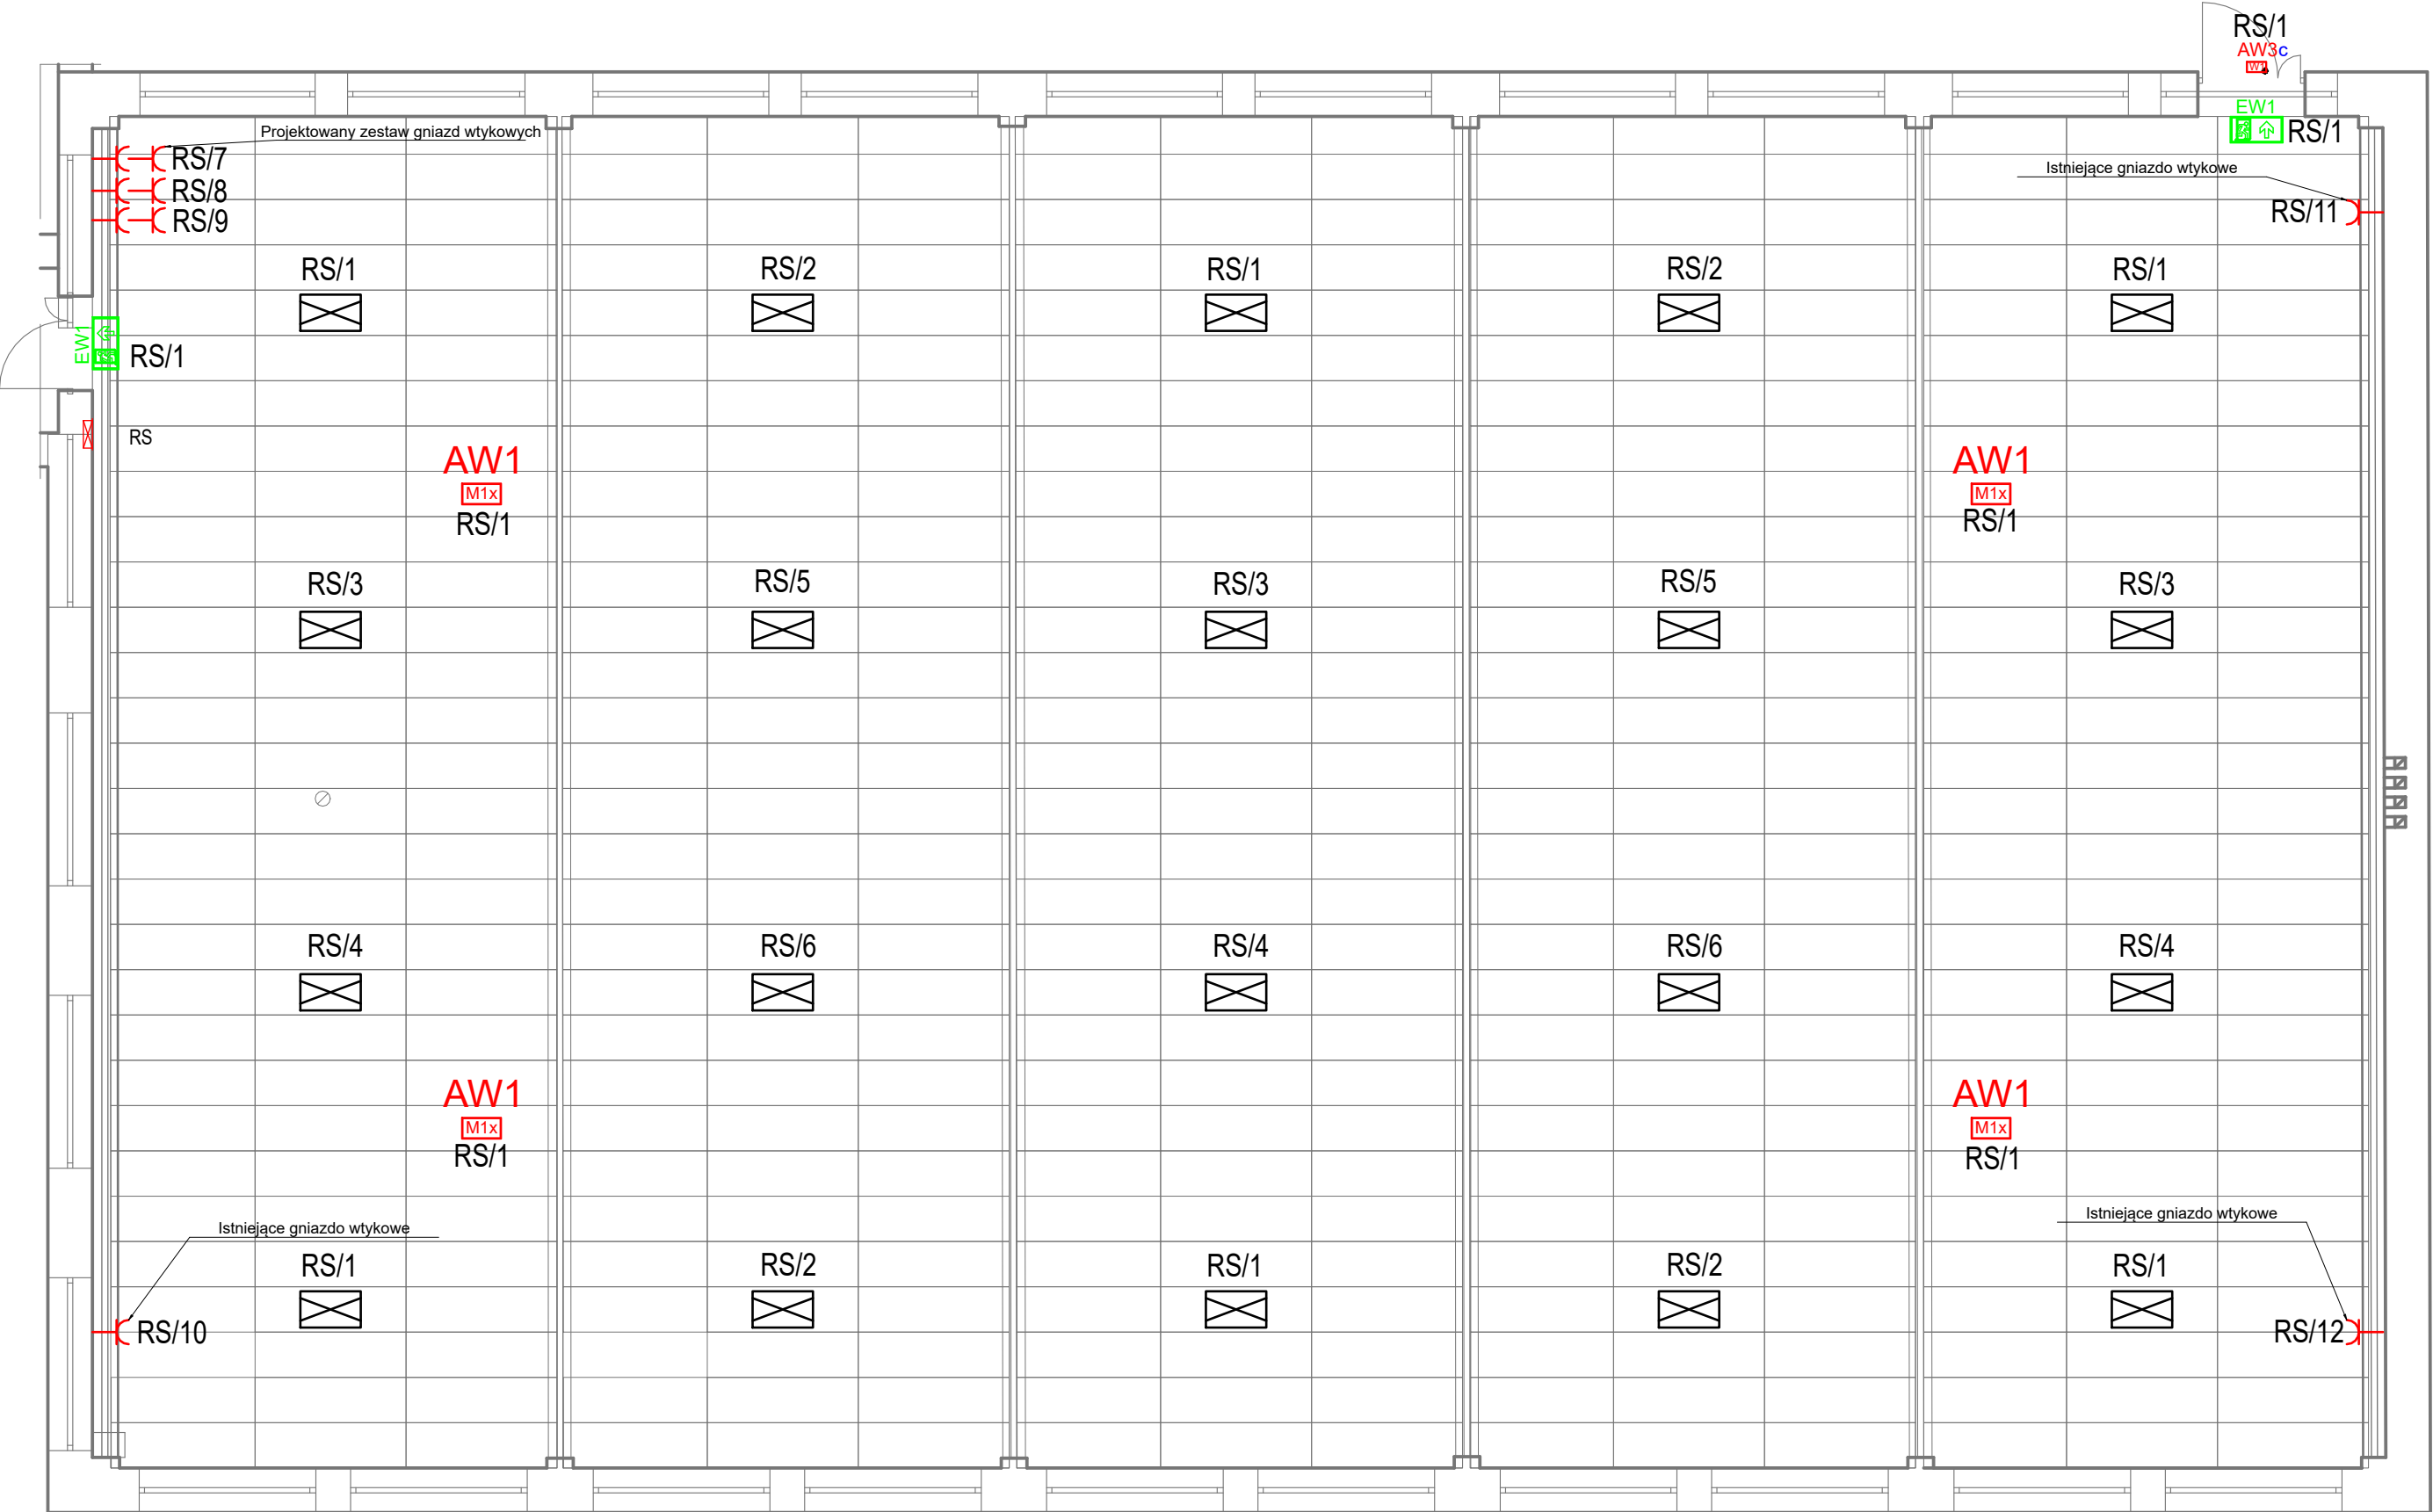 RS/1
AW3c
EW1
RS/1
Projektowany zestaw gniazd wtykowych
RS/7
RS/8
RS/9
Istniejące gniazdo wtykowe
RS/11
RS/1
RS/2
RS/1
RS/2
RS/1
EW1
RS/1
RS
AW1
M1x
RS/1
AW1
M1x
RS/1
RS/3
RS/5
RS/3
RS/5
RS/3
RS/4
RS/6
RS/4
RS/6
RS/4
AW1
M1x
RS/1
AW1
M1x
RS/1
Istniejące gniazdo wtykowe
Istniejące gniazdo wtykowe
RS/1
RS/2
RS/1
RS/2
RS/1
RS/10
RS/12